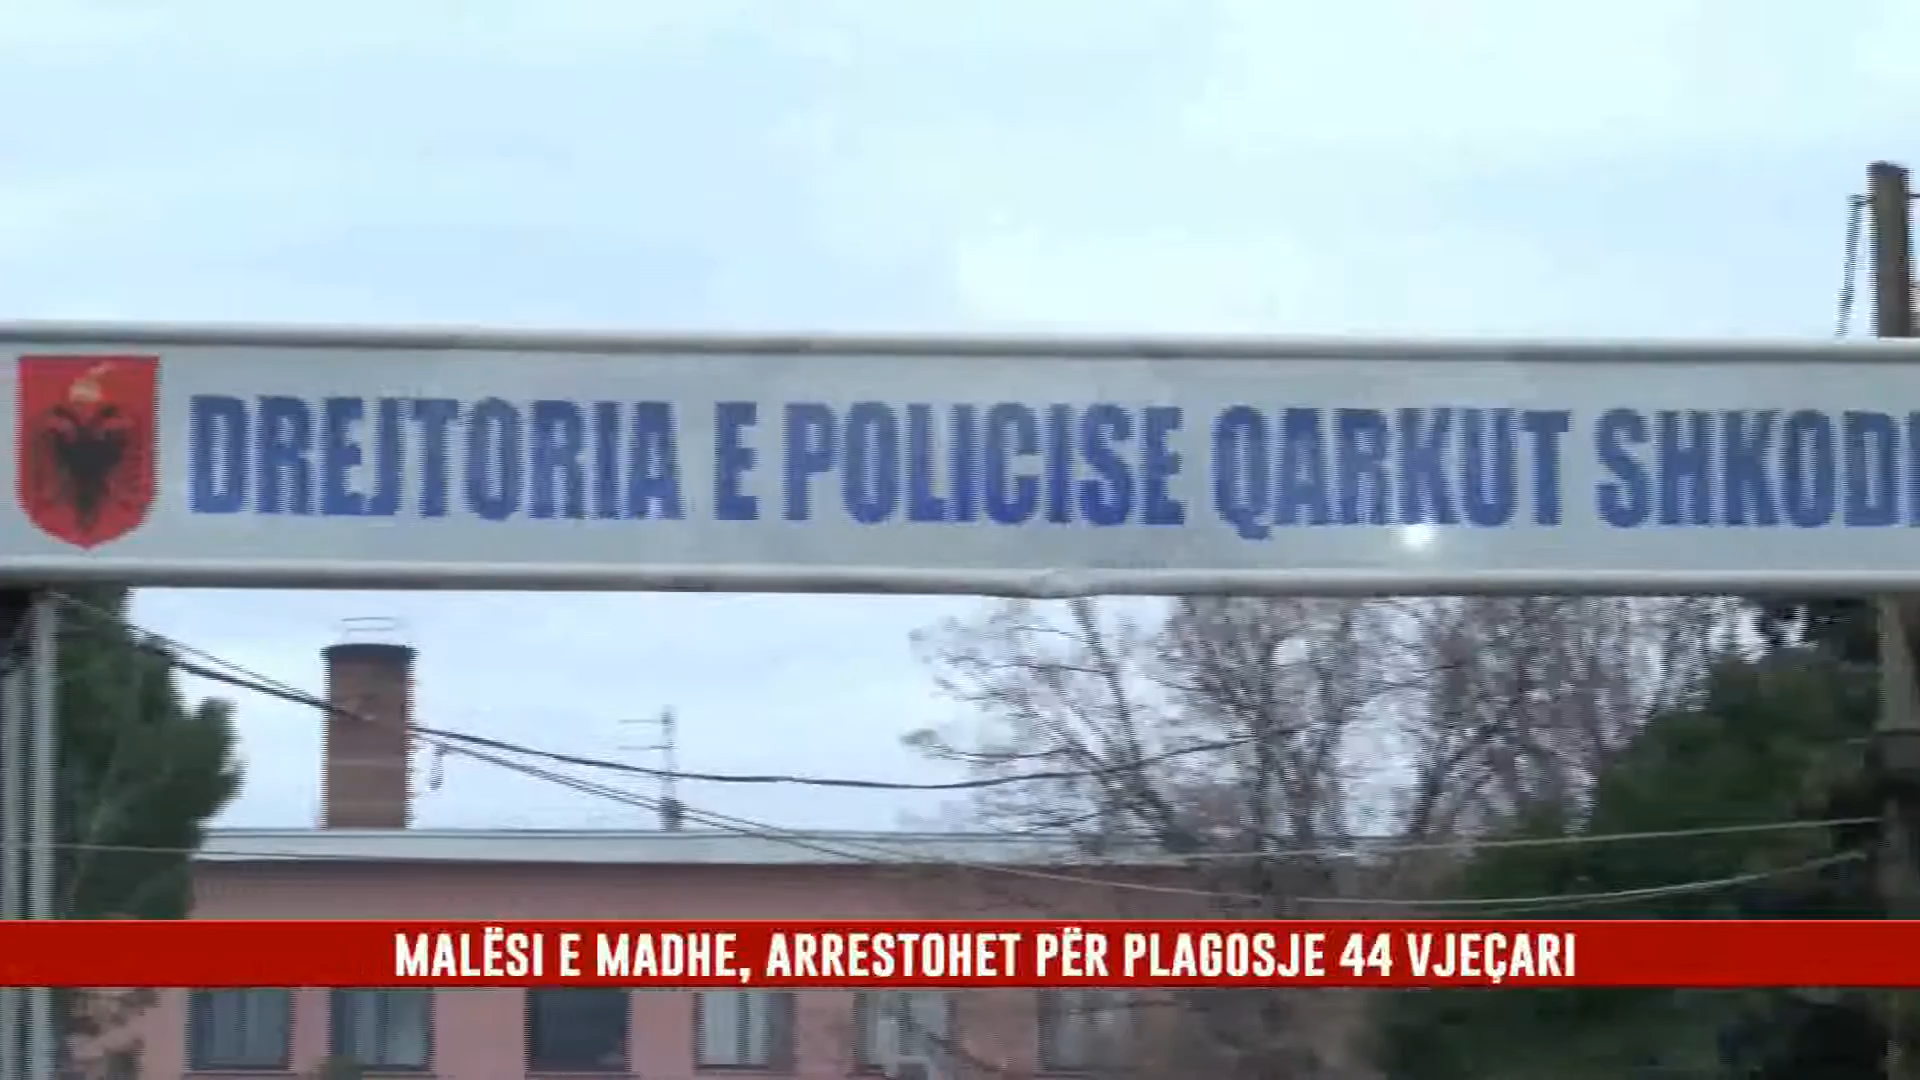 DREJTORIA E POLICISE QARKUT SHKOD
MALËSI E MADHE, ARRESTOHET PËR PLAGOSJE 44 VJEÇARI